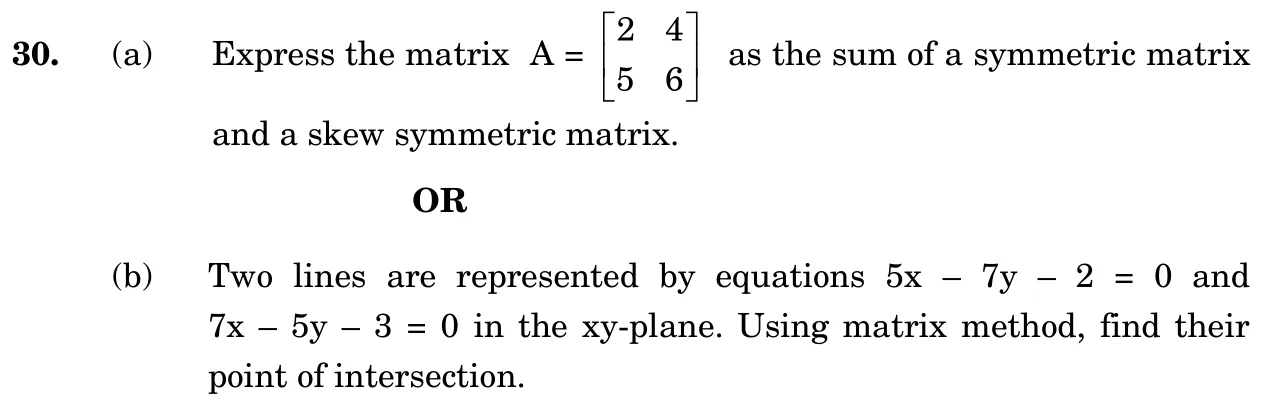 30. (a) Express the matrix A = [2 4
5 6] as the sum of a symmetric matrix
and a skew symmetric matrix.
OR
(b) Two lines are represented by equations 5x – 7y – 2 = 0 and
7x – 5y – 3 = 0 in the xy-plane. Using matrix method, find their
point of intersection.